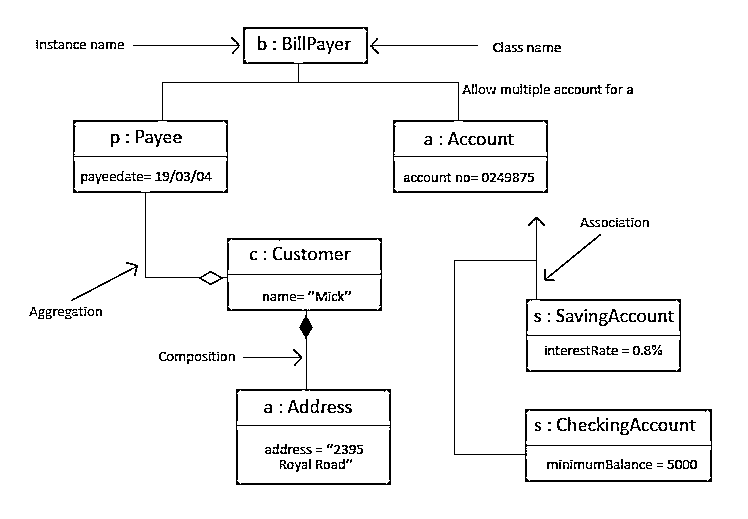 Instance name
b : BillPayer
Class name
Allow multiple account for a
p : Payee
payeedate= 19/03/04
a : Account
account no= 0249875
Association
c : Customer
name= "Mick"
Aggregation
s : SavingAccount
interestRate = 0.8%
Composition
a : Address
address = "2395
Royal Road"
s : CheckingAccount
minimumBalance = 5000